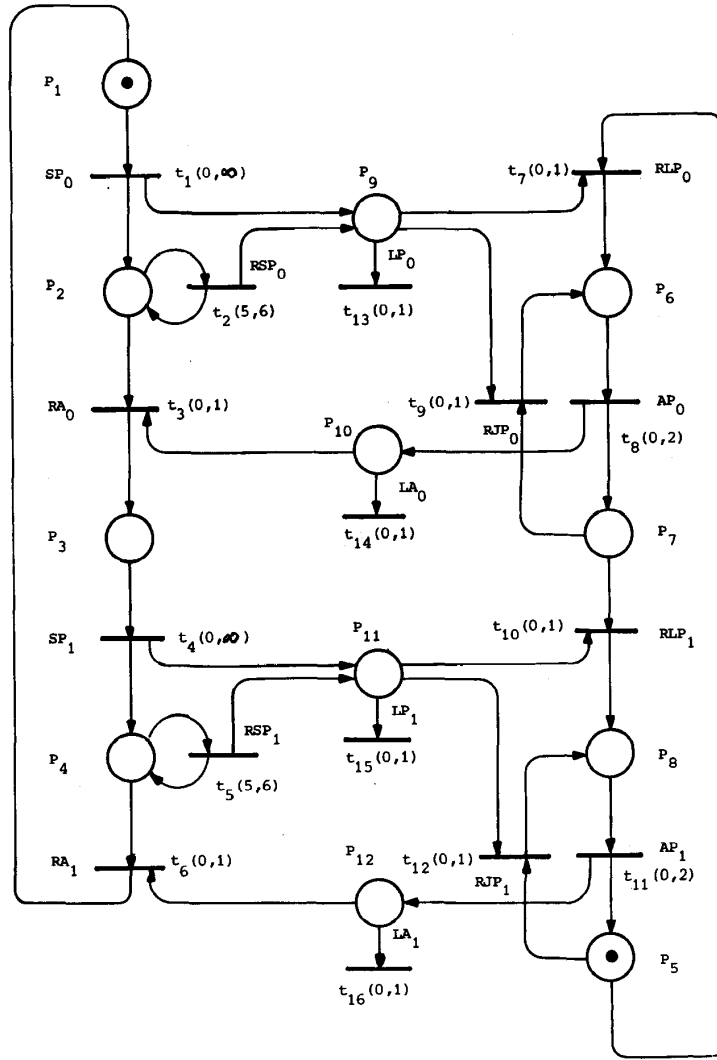 P1
SP0 t1(0,∞) P9 t7(0,1) RLP0
P2 RSP0 LP0 P6
t2(5,6) t13(0,1)
RA0 t3(0,1) t9(0,1) AP0
P10 RJP0 t8(0,2)
LA0
P3 t14(0,1) P7
SP1 t4(0,∞) P11 t10(0,1) RLP1
RSP1 LP1
P4 t5(5,6) t15(0,1) P8
RA1 t6(0,1) P12 t12(0,1) AP1
RJP1 t11(0,2)
LA1 P5
t16(0,1)